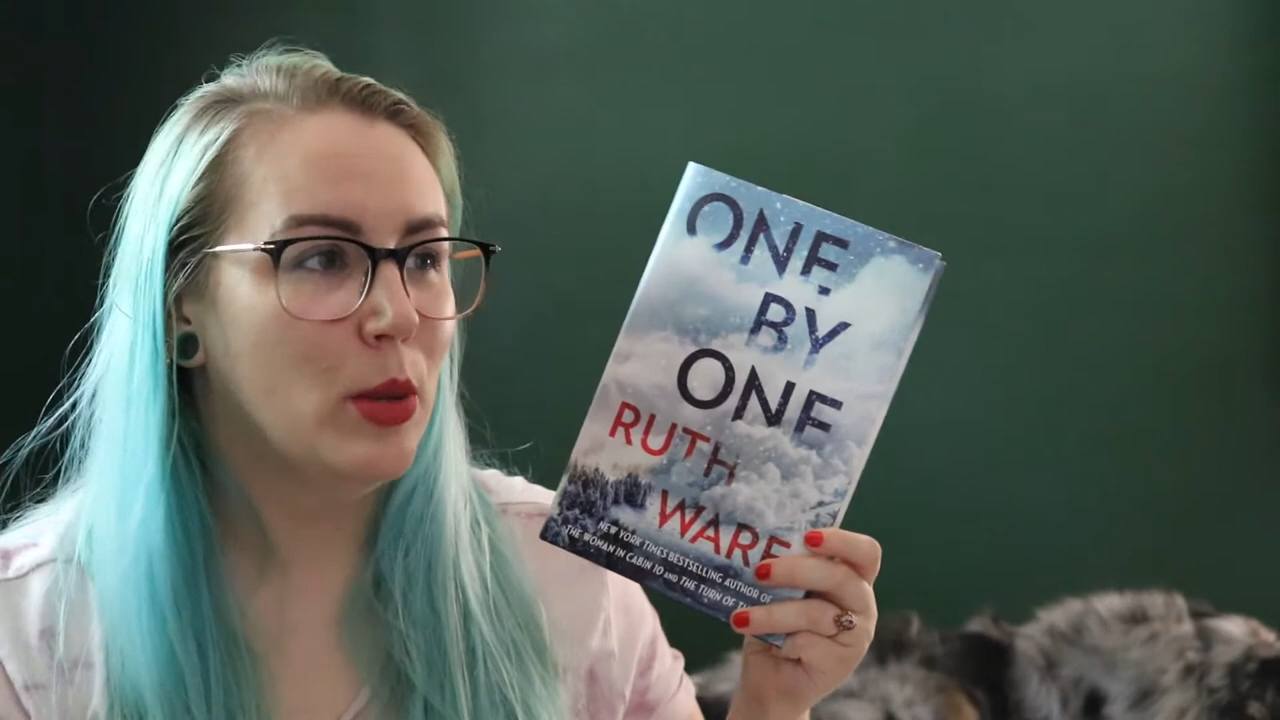 ONE
BY
ONE
RUTH
WARE
NEW YORK TIMES BESTSELLING AUTHOR OF
THE WOMAN IN CABIN 10 AND THE TURN OF